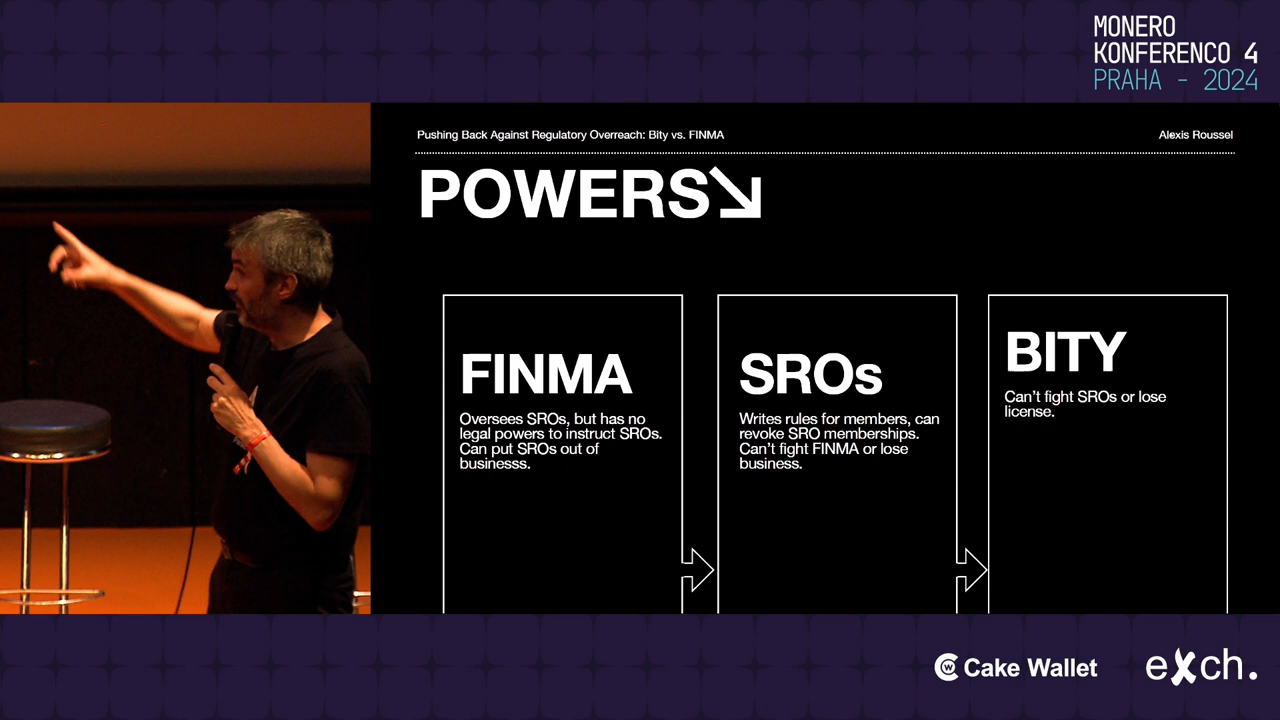 MONERO
KONFERENCO 4
PRAHA - 2024
Pushing Back Against Regulatory Overreach: Bity vs. FINMA
Alexis Roussel
POWERS
FINMA
Oversees SROs, but has no
legal powers to instruct SROs.
Can put SROs out of
businesss.
SROs
Writes rules for members, can
revoke SRO memberships.
Can't fight FINMA or lose
business.
BITY
Can't fight SROs or lose
license.
Cake Wallet
eXch.